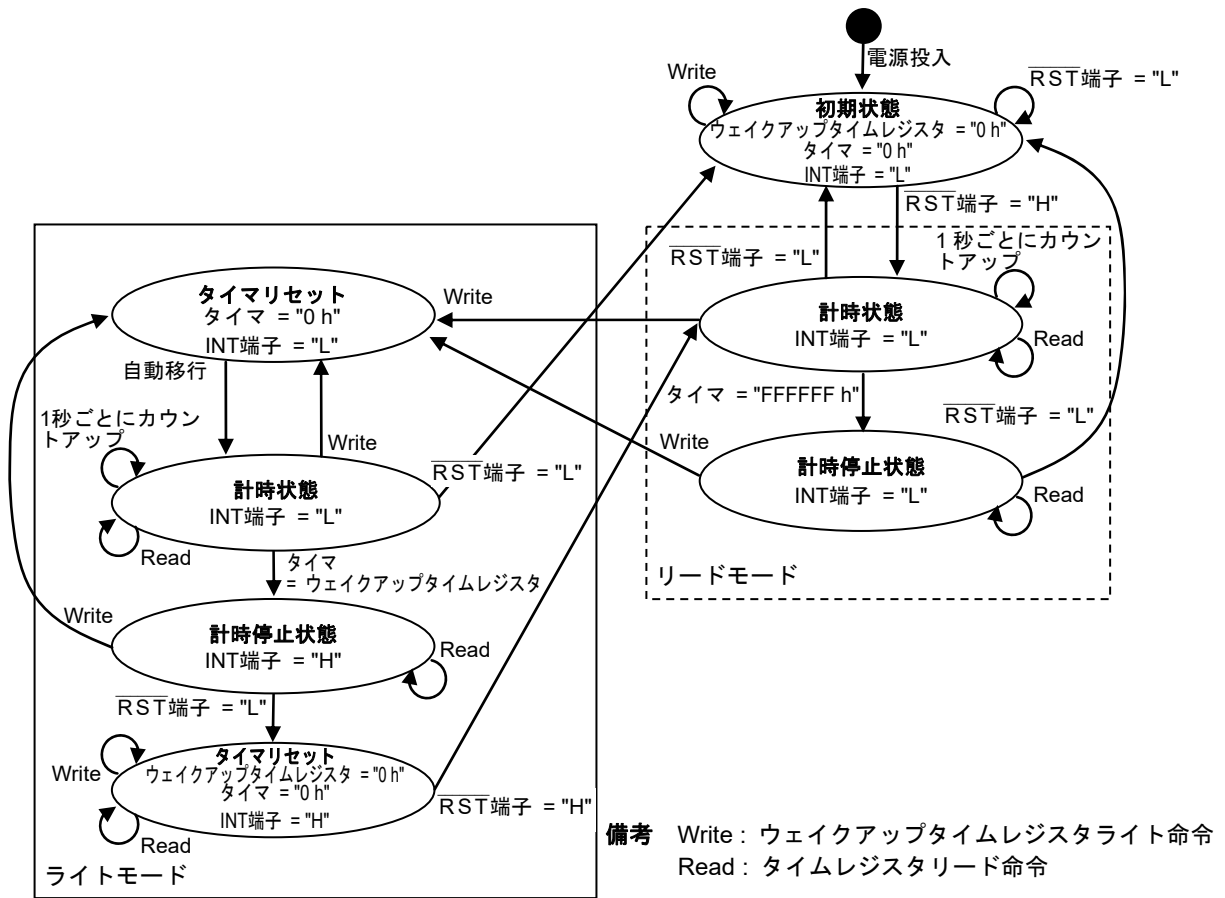 電源投入
Write
RST端子 = "L"
初期状態
ウェイクアップタイムレジスタ = "0 h"
タイマ = "0 h"
INT端子 = "L"
RST端子 = "H"
RST端子 = "L"
1秒ごとにカウン
トアップ
計時状態
INT端子 = "L"
Read
タイマ = "FFFFFF h"
RST端子 = "L"
Write
計時停止状態
INT端子 = "L"
Read
リードモード
Write
タイマリセット
タイマ = "0 h"
INT端子 = "L"
自動移行
1秒ごとにカウン
トアップ
Write
RST端子 = "L"
計時状態
INT端子 = "L"
Read
タイマ
= ウェイクアップタイムレジスタ
Write
計時停止状態
INT端子 = "H"
Read
RST端子 = "L"
タイマリセット
ウェイクアップタイムレジスタ = "0 h"
タイマ = "0 h"
INT端子 = "H"
Write
Read
RST端子 = "H"
ライトモード
備考 Write : ウェイクアップタイムレジスタライト命令
Read : タイムレジスタリード命令